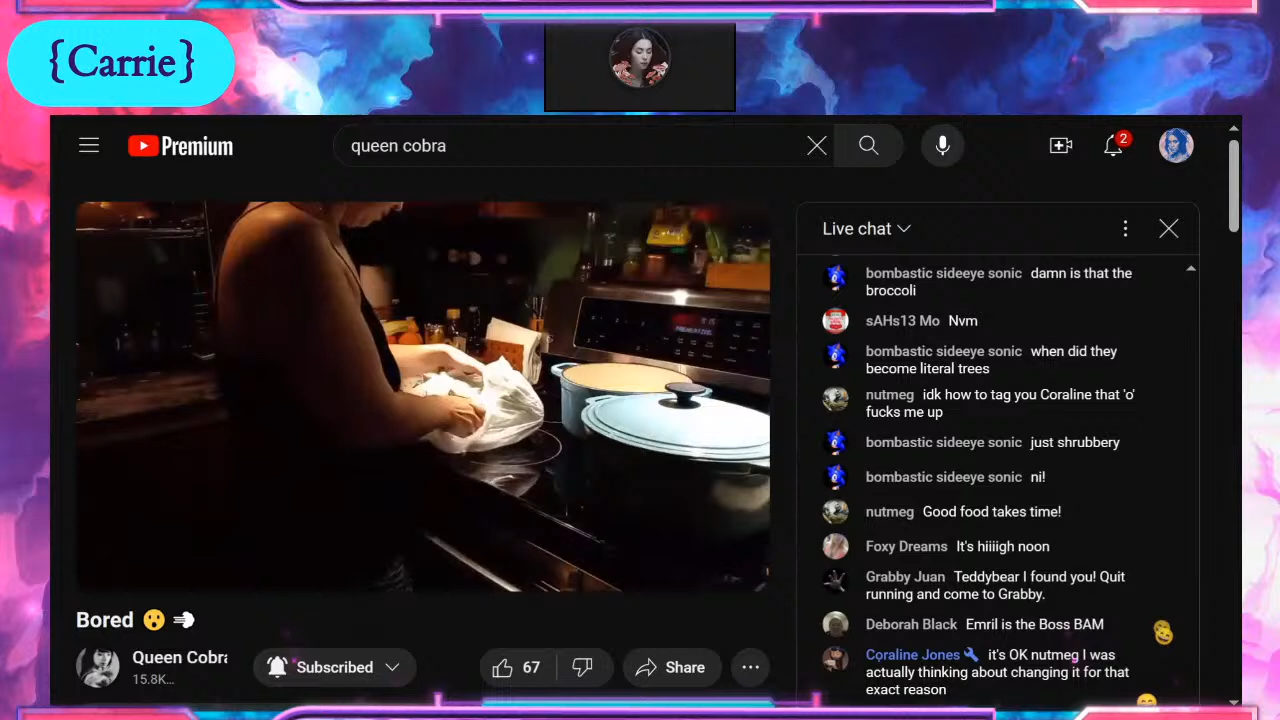 {Carrie}
Premium
queen cobra
2
Live chat
bombastic sideeye sonic damn is that the
broccoli
sAHs13 Mo Nvm
bombastic sideeye sonic when did they
become literal trees
nutmeg idk how to tag you Coraline that 'o'
fucks me up
bombastic sideeye sonic just shrubbery
bombastic sideeye sonic ni!
nutmeg Good food takes time!
Foxy Dreams It's hiiiigh noon
Grabby Juan Teddybear I found you! Quit
running and come to Grabby.
Deborah Black Emril is the Boss BAM
Coraline Jones it's OK nutmeg I was
actually thinking about changing it for that
exact reason
Bored 😮💨
Queen Cobra
15.8K...
Subscribed
67
Share